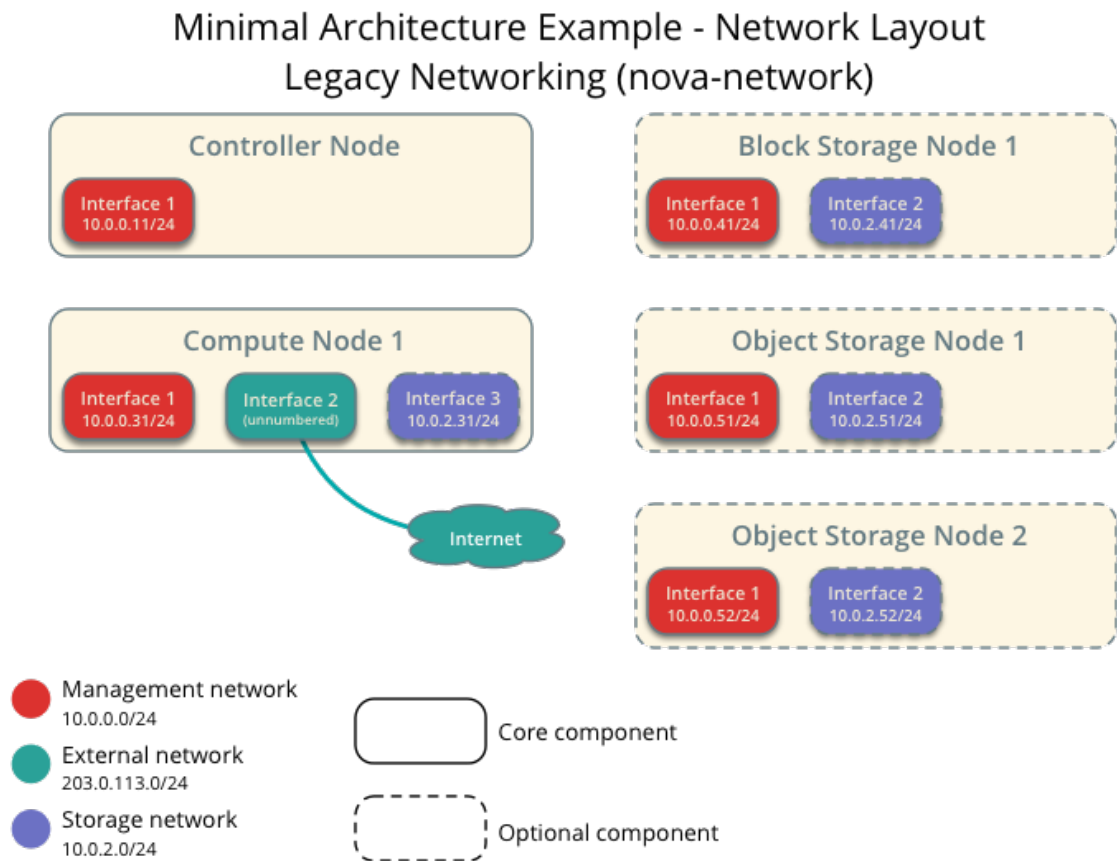 Minimal Architecture Example - Network Layout
Legacy Networking (nova-network)
Controller Node
Interface 1
10.0.0.11/24
Block Storage Node 1
Interface 1
10.0.0.41/24
Interface 2
10.0.2.41/24
Compute Node 1
Interface 1
10.0.0.31/24
Interface 2
(unnumbered)
Interface 3
10.0.2.31/24
Object Storage Node 1
Interface 1
10.0.0.51/24
Interface 2
10.0.2.51/24
Internet
Object Storage Node 2
Interface 1
10.0.0.52/24
Interface 2
10.0.2.52/24
Management network
10.0.0.0/24
External network
203.0.113.0/24
Storage network
10.0.2.0/24
Core component
Optional component